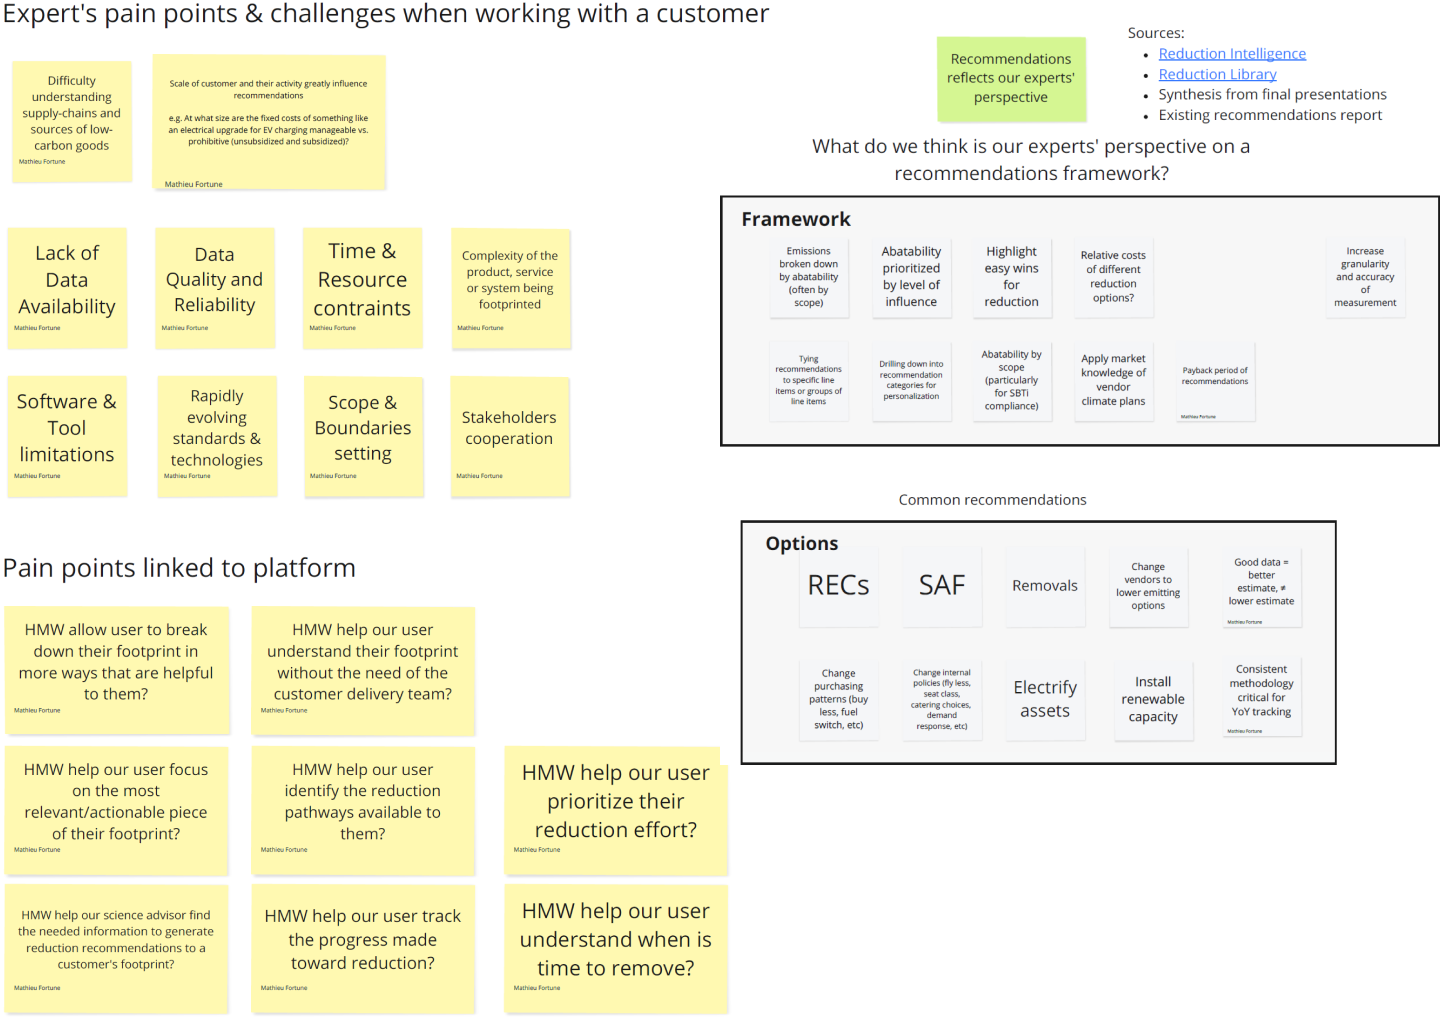 Expert's pain points & challenges when working with a customer
Difficulty
understanding
supply-chains and
sources of low-
carbon goods
Mathieu Fortune
Scale of customer and their activity greatly influence
recommendations
e.g. At what size are the fixed costs of something like
an electrical upgrade for EV charging manageable vs.
prohibitive (unsubsidized and subsidized)?
Mathieu Fortune
Lack of
Data
Availability
Mathieu Fortune
Data
Quality and
Reliability
Mathieu Fortune
Time &
Resource
contraints
Mathieu Fortune
Complexity of the
product, service
or system being
footprinted
Mathieu Fortune
Software &
Tool
limitations
Mathieu Fortune
Rapidly
evolving
standards &
technologies
Mathieu Fortune
Scope &
Boundaries
setting
Mathieu Fortune
Stakeholders
cooperation
Mathieu Fortune
Pain points linked to platform
HMW allow user to break
down their footprint in
more ways that are helpful
to them?
Mathieu Fortune
HMW help our user
understand their footprint
without the need of the
customer delivery team?
Mathieu Fortune
HMW help our user focus
on the most
relevant/actionable piece
of their footprint?
Mathieu Fortune
HMW help our user
identify the reduction
pathways available to
them?
Mathieu Fortune
HMW help our user
prioritize their
reduction effort?
Mathieu Fortune
HMW help our science advisor find
the needed information to generate
reduction recommendations to a
customer's footprint?
Mathieu Fortune
HMW help our user track
the progress made
toward reduction?
Mathieu Fortune
HMW help our user
understand when is
time to remove?
Mathieu Fortune
Recommendations
reflects our experts'
perspective
Sources:
• Reduction Intelligence
• Reduction Library
• Synthesis from final presentations
• Existing recommendations report
What do we think is our experts' perspective on a
recommendations framework?
Framework
Emissions
broken down
by abatability
(often by
scope)
Abatability
prioritized
by level of
influence
Highlight
easy wins
for
reduction
Relative costs
of different
reduction
options?
Increase
granularity
and accuracy
of
measurement
Tying
recommendations
to specific line
items or groups of
line items
Drilling down into
recommendation
categories for
personalization
Abatability by
scope
(particularly
for SBTi
compliance)
Apply market
knowledge of
vendor
climate plans
Payback period of
recommendations
Mathieu Fortune
Common recommendations
Options
RECs
SAF
Removals
Change
vendors to
lower emitting
options
Good data =
better
estimate, ≠
lower estimate
Mathieu Fortune
Change
purchasing
patterns (buy
less, fuel
switch, etc)
Change internal
policies (fly less,
seat class,
catering choices,
demand
response, etc)
Electrify
assets
Install
renewable
capacity
Consistent
methodology
critical for
YoY tracking
Mathieu Fortune